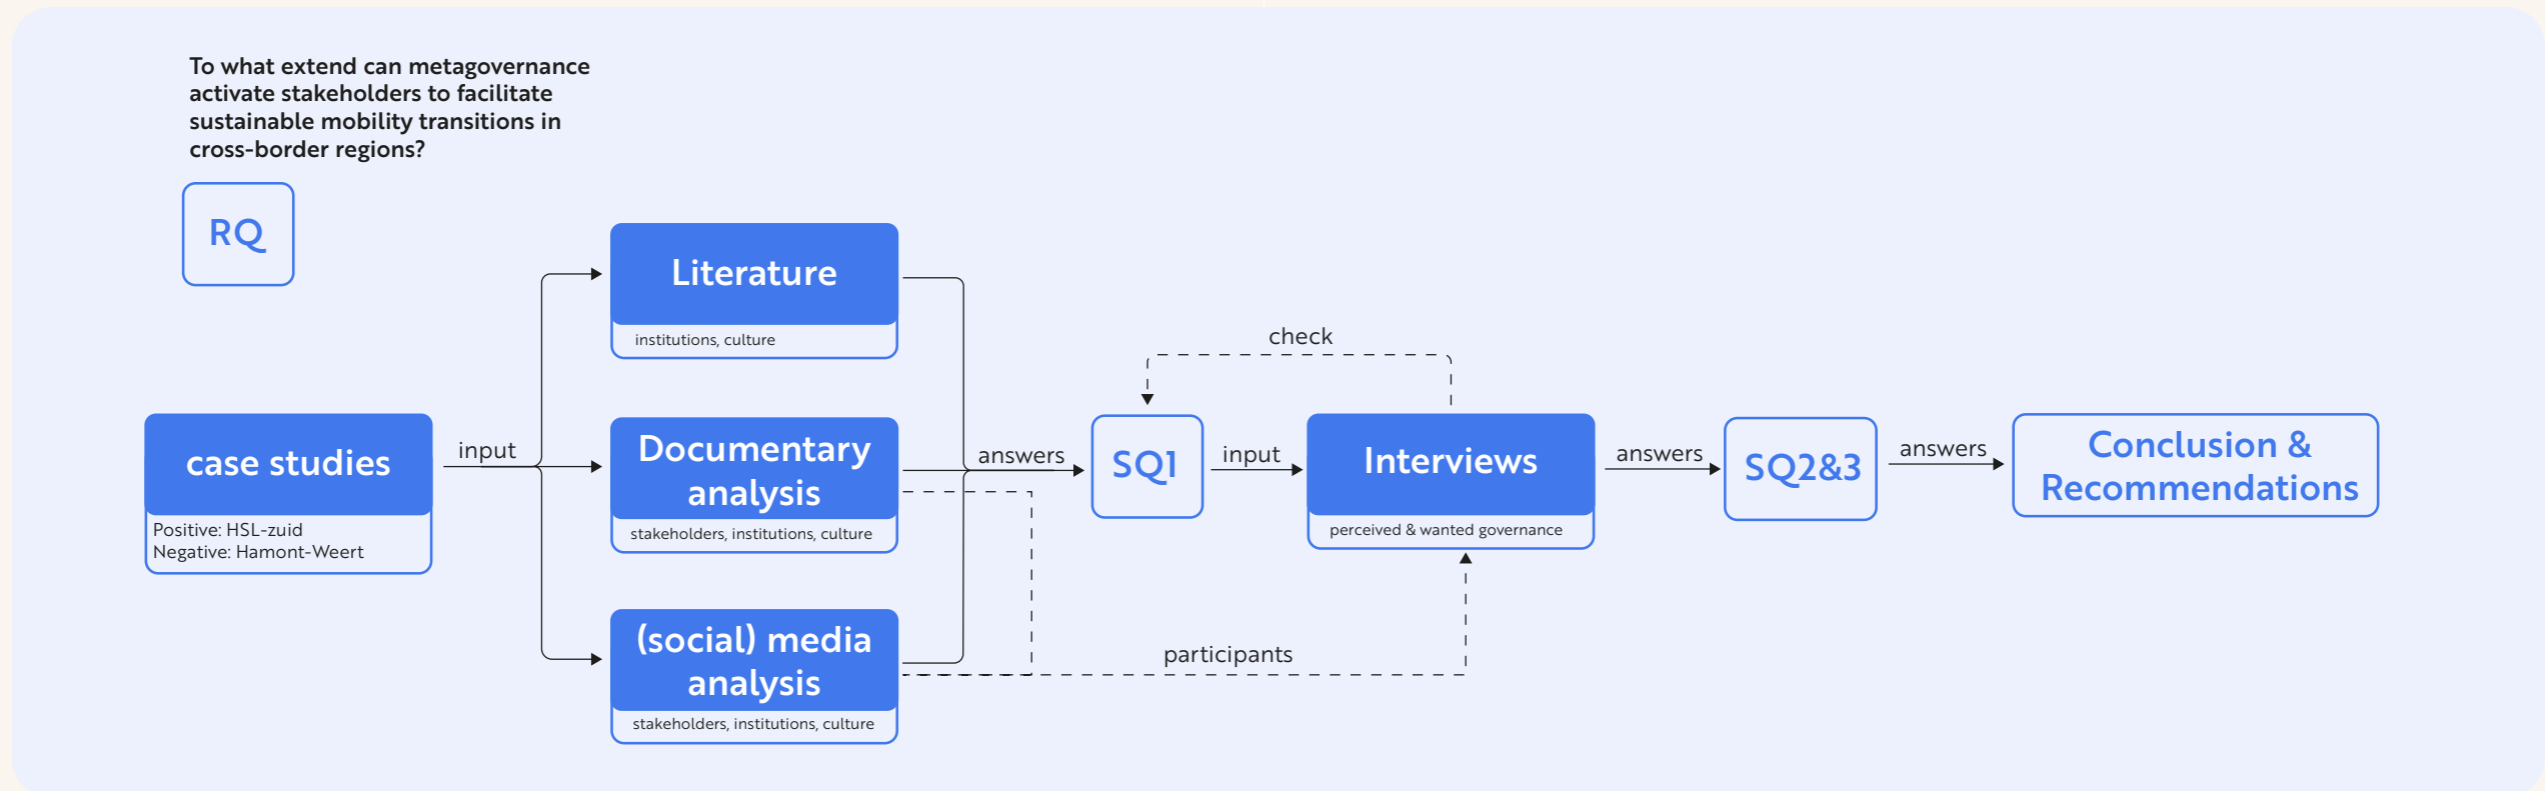 To what extend can metagovernance
activate stakeholders to facilitate
sustainable mobility transitions in
cross-border regions?
RQ
case studies
Positive: HSL-zuid
Negative: Hamont-Weert
input
Literature
institutions, culture
Documentary
analysis
stakeholders, institutions, culture
(social) media
analysis
stakeholders, institutions, culture
answers
participants
SQ1
check
input
Interviews
perceived & wanted governance
answers
SQ2&3
answers
Conclusion &
Recommendations